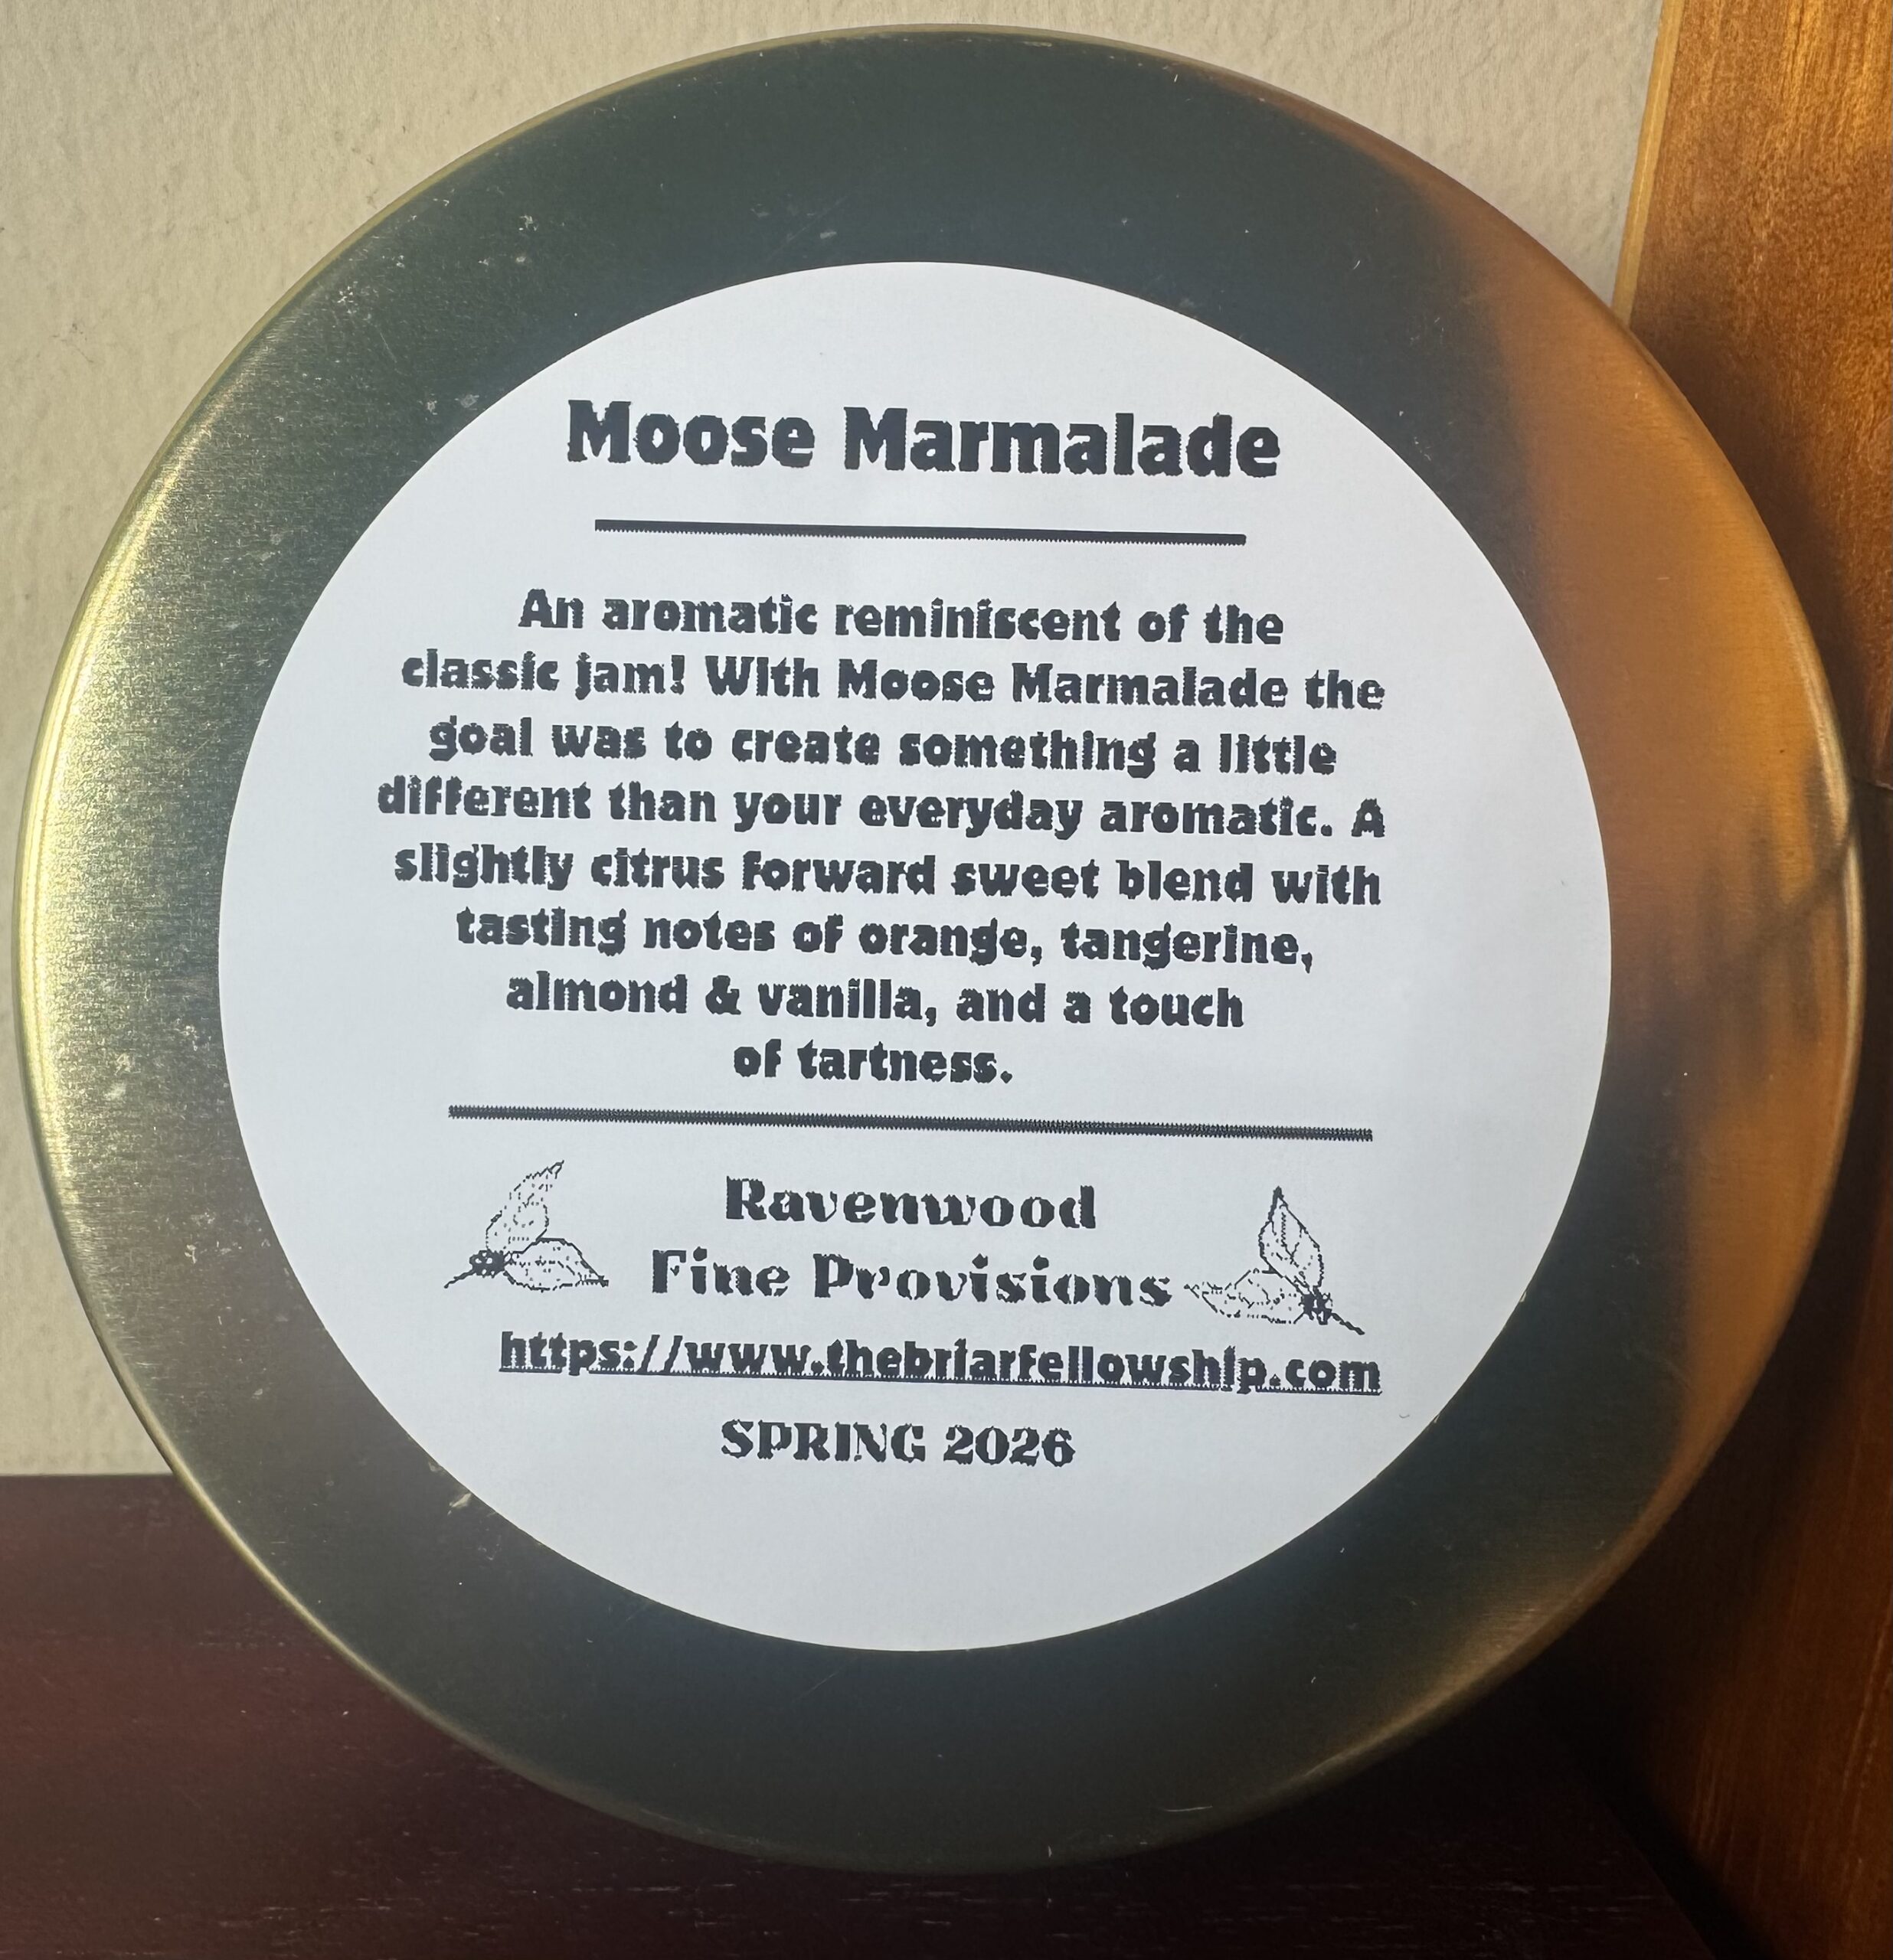 Moose Marmalade
An aromatic reminiscent of the
classic jam! With Moose Marmalade the
goal was to create something a little
different than your everyday aromatic. A
slightly citrus forward sweet blend with
tasting notes of orange, tangerine,
almond & vanilla, and a touch
of tartness.
Ravenwood
Fine Provisions
https://www.thebriarfellowship.com
SPRING 2026